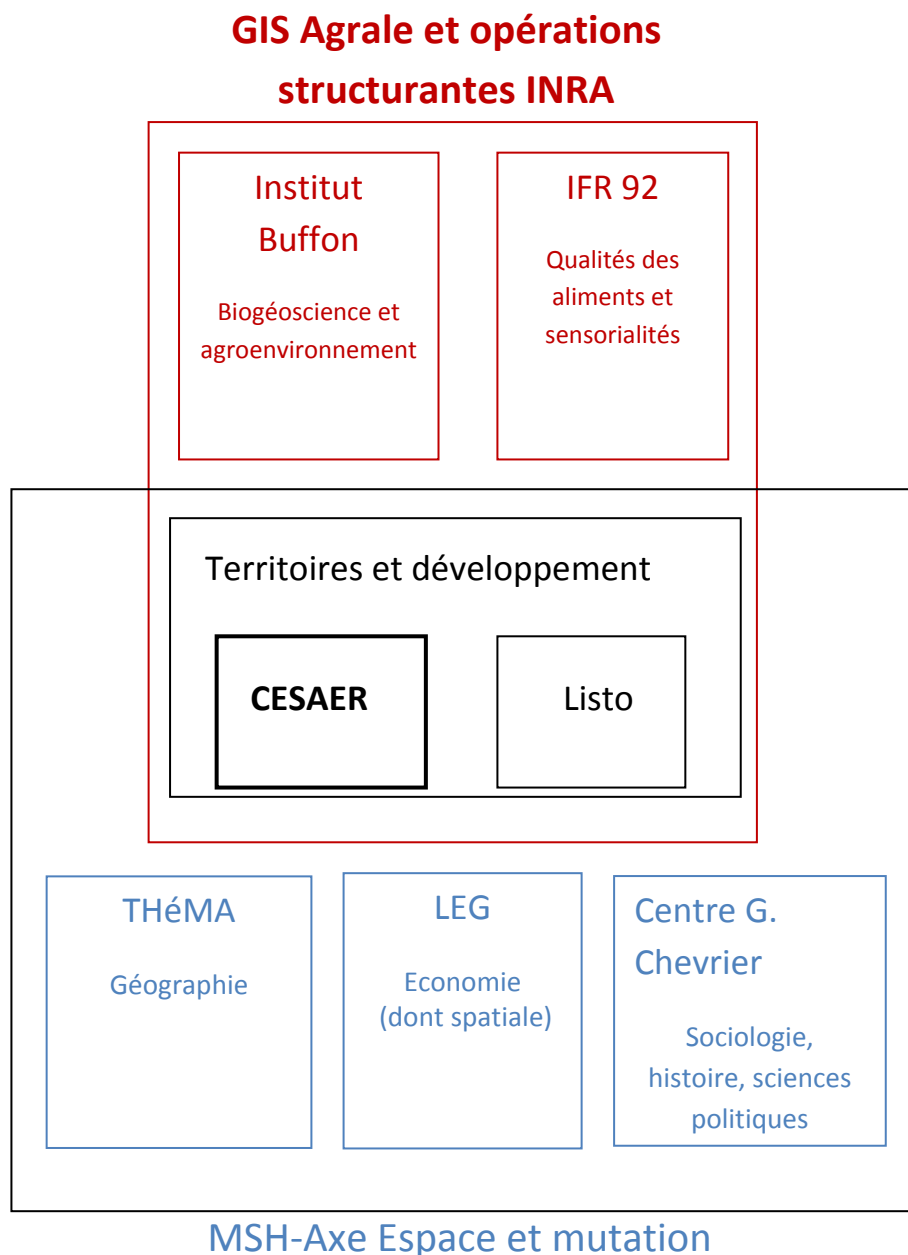 GIS Agrale et opérations
structurantes INRA
Institut
Buffon
Biogéoscience et
agroenvironnement
IFR 92
Qualités des
aliments et
sensorialités
Territoires et développement
CESAER
Listo
THéMA
Géographie
LEG
Economie
(dont spatiale)
Centre G.
Chevrier
Sociologie,
histoire, sciences
politiques
MSH-Axe Espace et mutation